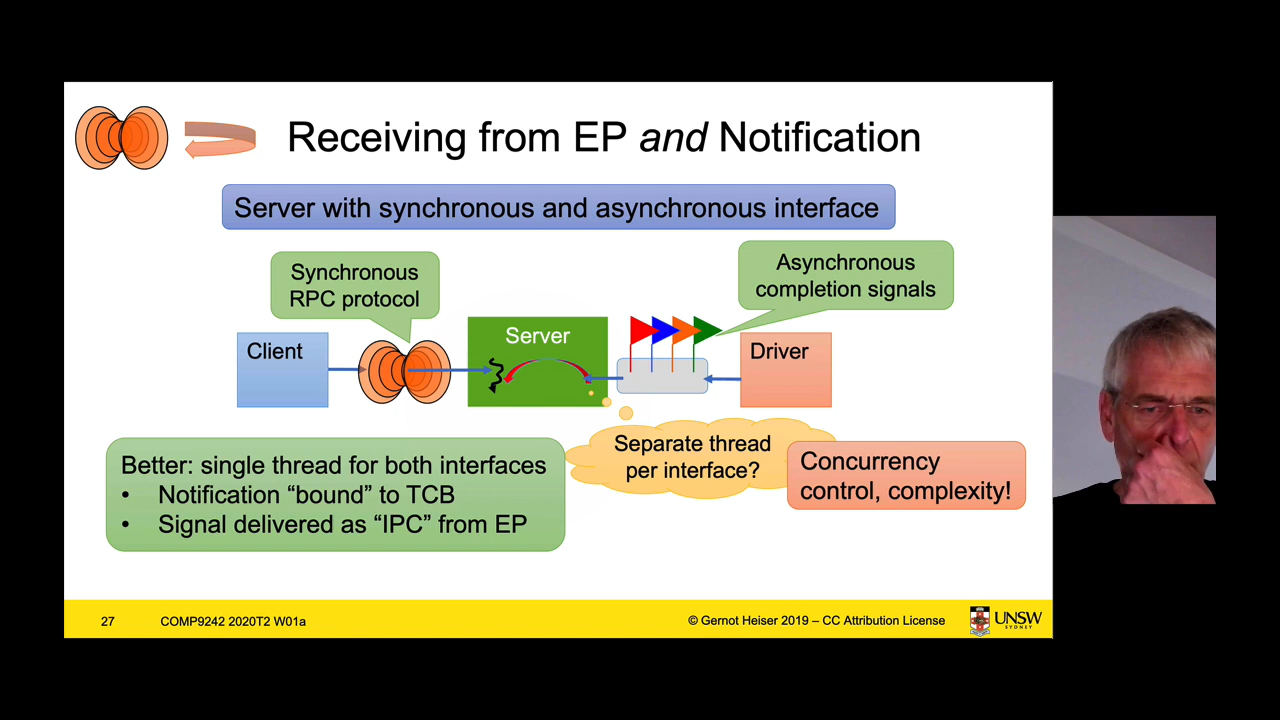 Receiving from EP and Notification
Server with synchronous and asynchronous interface
Synchronous
RPC protocol
Asynchronous
completion signals
Client
Server
Driver
Separate thread
per interface?
Concurrency
control, complexity!
Better: single thread for both interfaces
• Notification “bound” to TCB
• Signal delivered as “IPC” from EP
27
COMP9242 2020T2 W01a
© Gernot Heiser 2019 – CC Attribution License
UNSW
SYDNEY